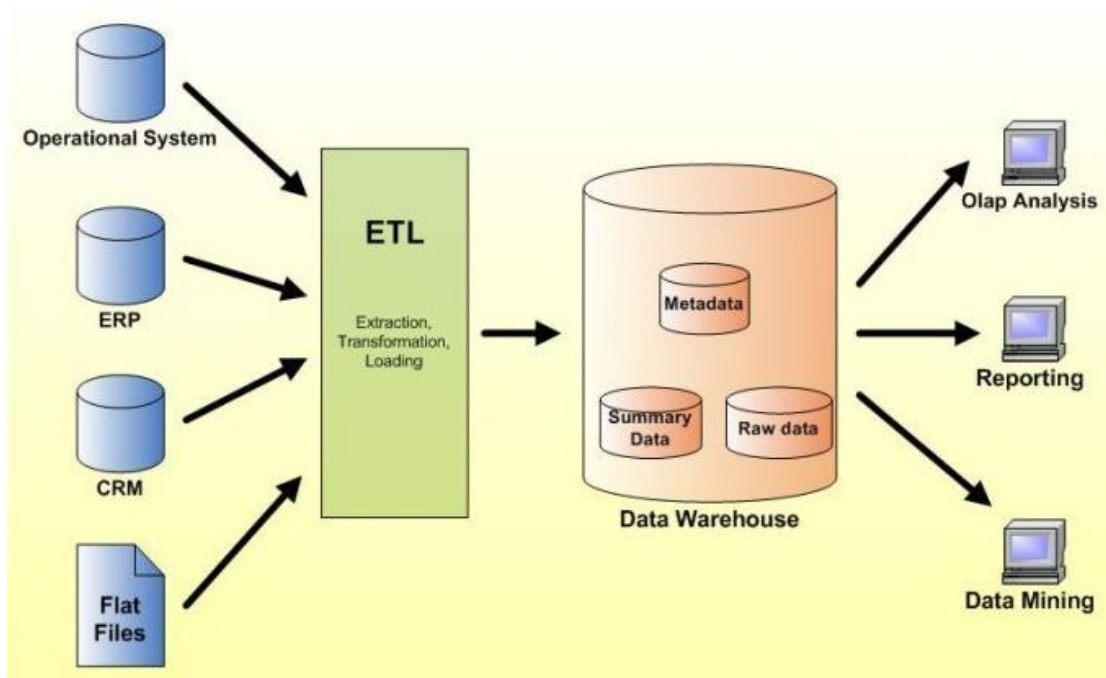 Operational System
ERP
CRM
Flat
Files
ETL
Extraction,
Transformation,
Loading
Metadata
Summary
Data
Raw data
Data Warehouse
Olap Analysis
Reporting
Data Mining